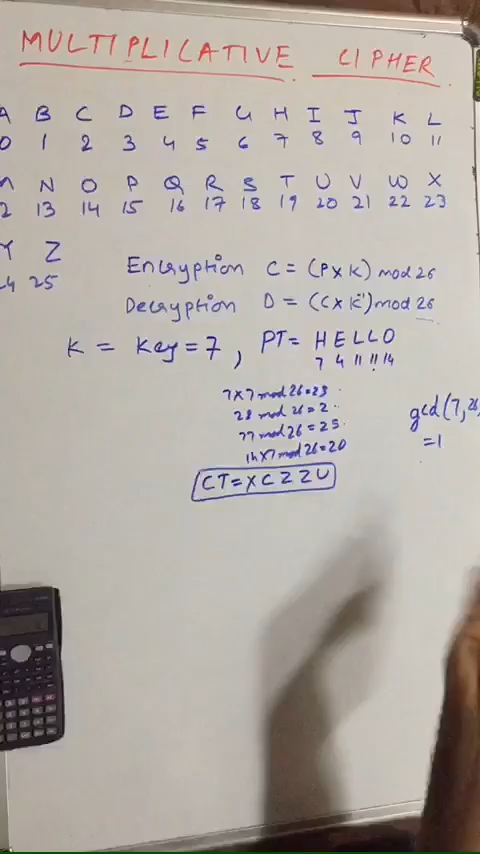 MULTIPLICATIVE CIPHER
A B C D E F G H I J K L
0 1 2 3 4 5 6 7 8 9 10 11
N O P Q R S T U V W X
2 13 14 15 16 17 18 19 20 21 22 23
Y Z
4 25
Encryption C = (P x K) mod 26
Decryption D = (C x K⁻¹) mod 26
K = Key = 7, PT = HELLO
7 4 11 11 14
7x7 mod 26 = 23
28 mod 26 = 2
77 mod 26 = 25
14x7 mod 26 = 20
gcd(7,26
=1
CT = XCZZU